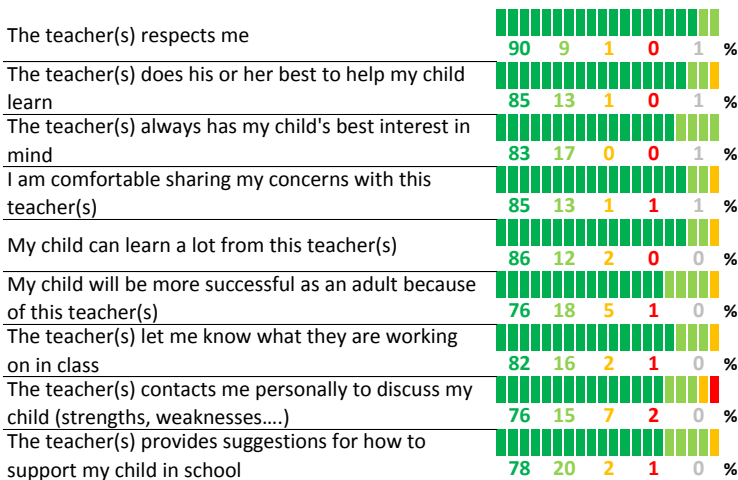 The teacher(s) respects me
90 9 1 0 1 %
The teacher(s) does his or her best to help my child
learn
85 13 1 0 1 %
The teacher(s) always has my child's best interest in
mind
83 17 0 0 1 %
I am comfortable sharing my concerns with this
teacher(s)
85 13 1 1 1 %
My child can learn a lot from this teacher(s)
86 12 2 0 0 %
My child will be more successful as an adult because
of this teacher(s)
76 18 5 1 0 %
The teacher(s) let me know what they are working
on in class
82 16 2 1 0 %
The teacher(s) contacts me personally to discuss my
child (strengths, weaknesses....)
76 15 7 2 0 %
The teacher(s) provides suggestions for how to
support my child in school
78 20 2 1 0 %